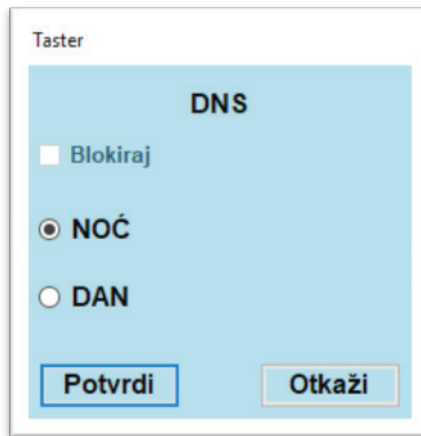 Taster
DNS
Blokiraj
NOĆ
DAN
Potvrdi Otkaži